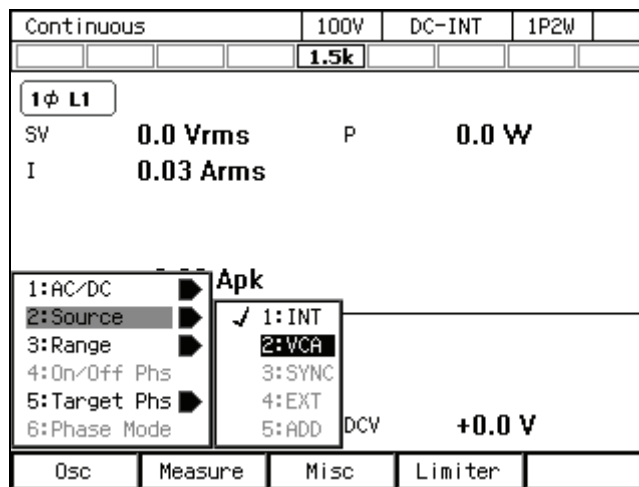 Continuous 100V DC-INT 1P2W
1.5k
1Φ L1
SV 0.0 Vrms P 0.0 W
I 0.03 Arms
Apk
1:AC/DC
2:Source ✓ 1:INT
3:Range 2:VCA
4:On/Off Phs 3:SYNC
5:Target Phs 4:EXT
6:Phase Mode 5:ADD DCV +0.0 V
Osc Measure Misc Limiter